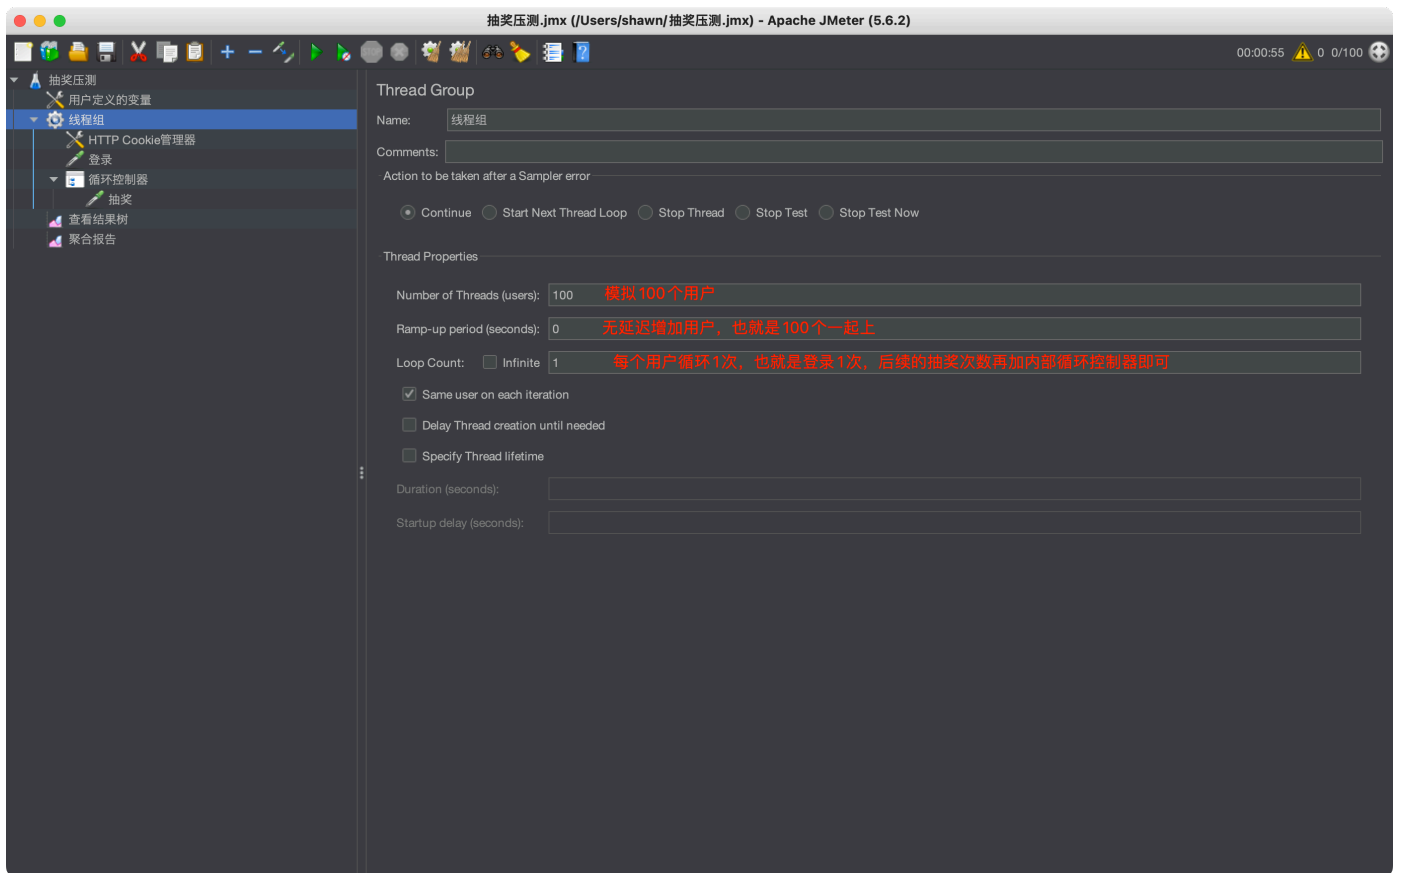 抽奖压测.jmx (/Users/shawn/抽奖压测.jmx) - Apache JMeter (5.6.2)
00:00:55 0 0/100
抽奖压测
用户定义的变量
线程组
HTTP Cookie管理器
登录
循环控制器
抽奖
查看结果树
聚合报告
Thread Group
Name: 线程组
Comments:
Action to be taken after a Sampler error
Continue Start Next Thread Loop Stop Thread Stop Test Stop Test Now
Thread Properties
Number of Threads (users): 100 模拟100个用户
Ramp-up period (seconds): 0 无延迟增加用户，也就是100个一起上
Loop Count: Infinite 1 每个用户循环1次，也就是登录1次，后续的抽奖次数再加内部循环控制器即可
Same user on each iteration
Delay Thread creation until needed
Specify Thread lifetime
Duration (seconds):
Startup delay (seconds):